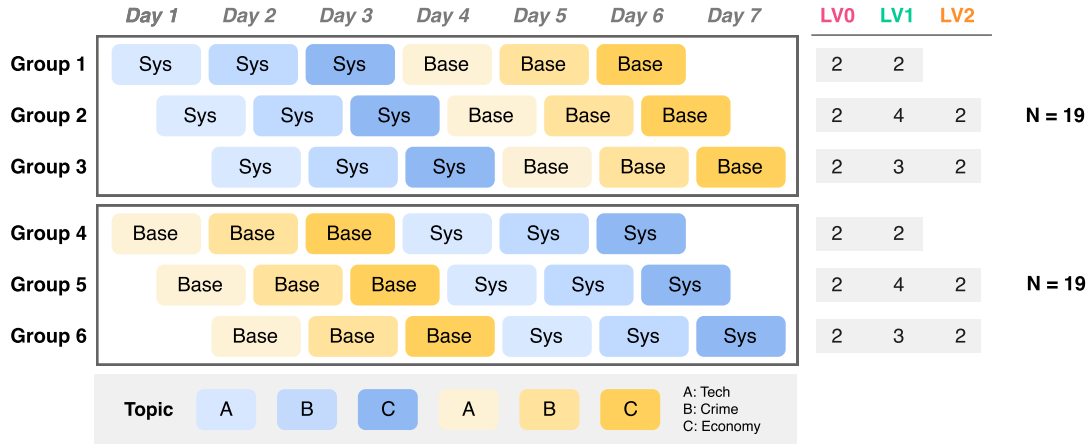 Day 1 Day 2 Day 3 Day 4 Day 5 Day 6 Day 7 LV0 LV1 LV2
Group 1 Sys Sys Sys Base Base Base 2 2
Group 2 Sys Sys Sys Base Base Base 2 4 2 N = 19
Group 3 Sys Sys Sys Base Base Base 2 3 2
Group 4 Base Base Base Sys Sys Sys 2 2
Group 5 Base Base Base Sys Sys Sys 2 4 2 N = 19
Group 6 Base Base Base Sys Sys Sys 2 3 2
Topic A B C A B C
A: Tech
B: Crime
C: Economy